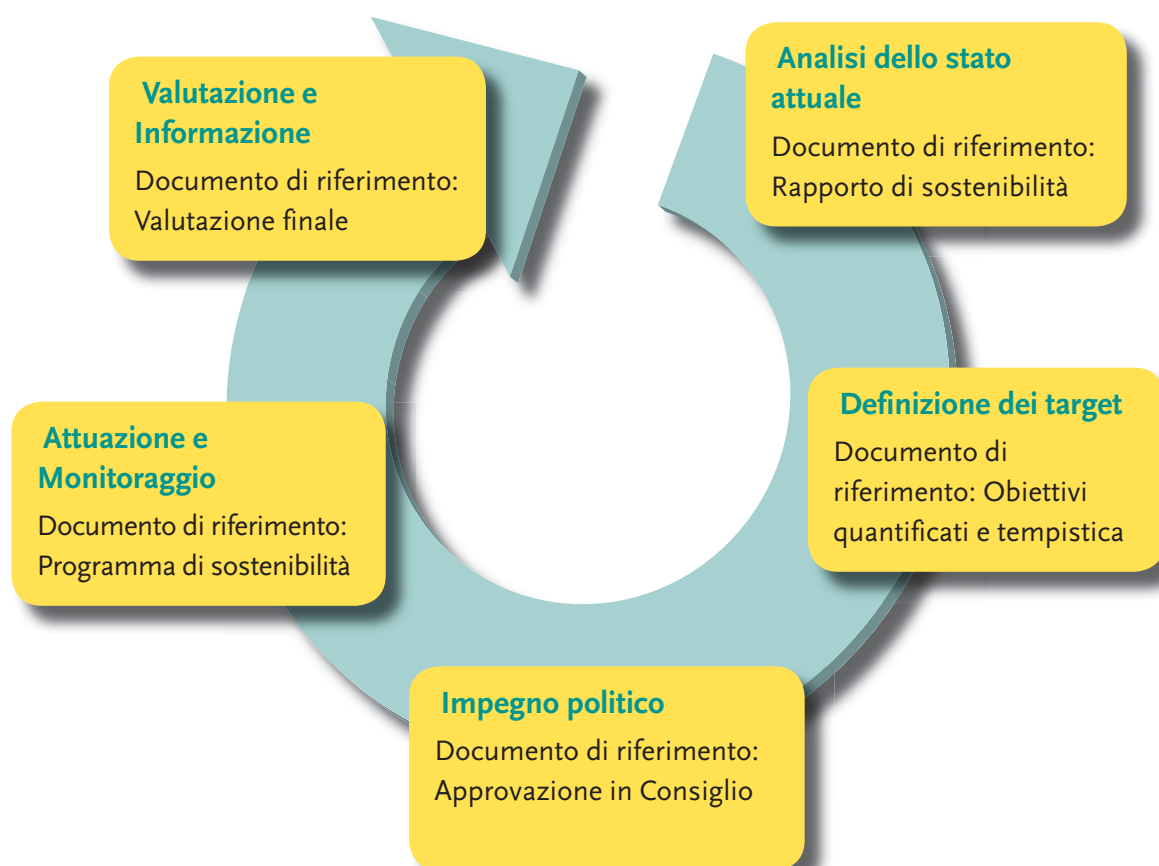 Analisi dello stato
attuale
Documento di riferimento:
Rapporto di sostenibilità
Definizione dei target
Documento di
riferimento: Obiettivi
quantificati e tempistica
Impegno politico
Documento di riferimento:
Approvazione in Consiglio
Attuazione e
Monitoraggio
Documento di riferimento:
Programma di sostenibilità
Valutazione e
Informazione
Documento di riferimento:
Valutazione finale